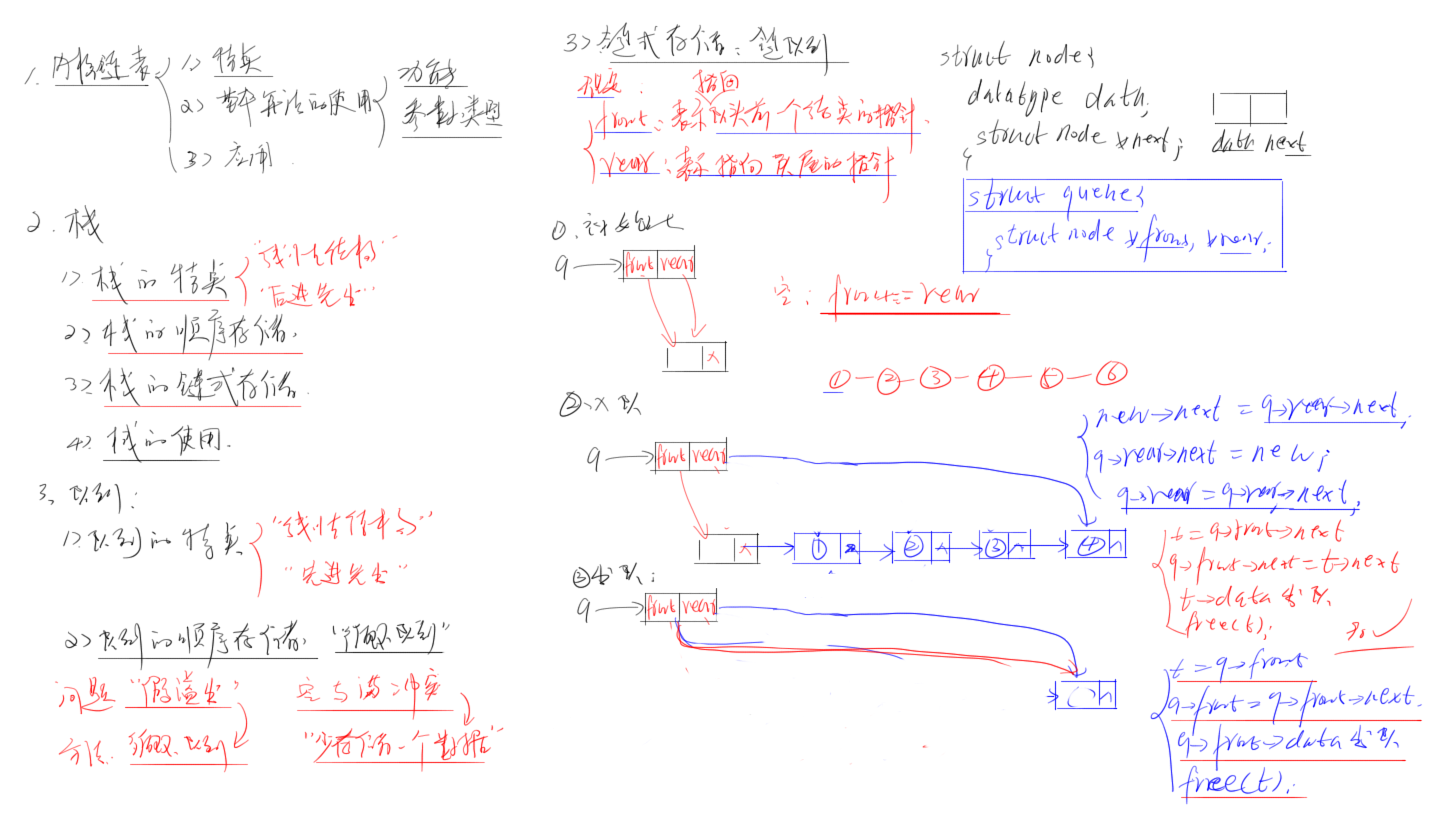 1. 内核链表
1> 特点
2> 基本算法的使用
功能
参数类型
3> 应用.
2. 栈
1> 栈的特点
"线性结构"
"后进先出"
2> 栈的顺序存储.
3> 栈的链式存储.
4> 栈的使用.
3、队列:
1> 队列的特点
"线性结构"
"先进先出"
2> 队列的顺序存储, "循环队列"
问题 "假溢出"
方法. 循环队列
空与满冲突
"少存储一个数据"
3> 链式存储: 链队列
规定: 指向
front: 表示队头前一个结点的指针.
rear: 表示指向队尾的指针
struct node{
datatype data;
struct node *next;
}
data next
struct queue{
struct node *front, *rear;
}
①.初始化
q front rear
空: front==rear
① ② ③ ④ ⑤ ⑥
②入队
q front rear
new->next = q->rear->next;
q->rear->next = new;
q->rear = q->rear->next;
① ② ③ ④ n
t = q->front->next
q->front->next = t->next
t->data出队
free(t);
③出队:
q front rear
n
t = q->front
q->front = q->front->next.
q->front->data出队
free(t);